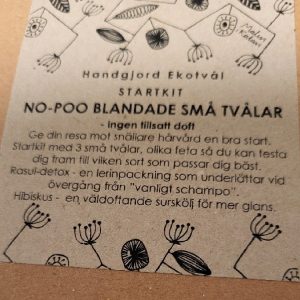 Handgjord Ekotvål
STARTKIT
NO-POO BLANDADE SMÅ TVÅLAR
- ingen tillsatt doft
Ge din resa mot snällare hårvård en bra start.
Startkit med 3 små tvålar, olika feta så du kan testa
dig fram till vilken sort som passar dig bäst.
Rasul-detox - en lerinpackning som underlättar vid
övergång från "vanligt schampo".
Hibiskus - en väldoftande surskölj för mer glans.